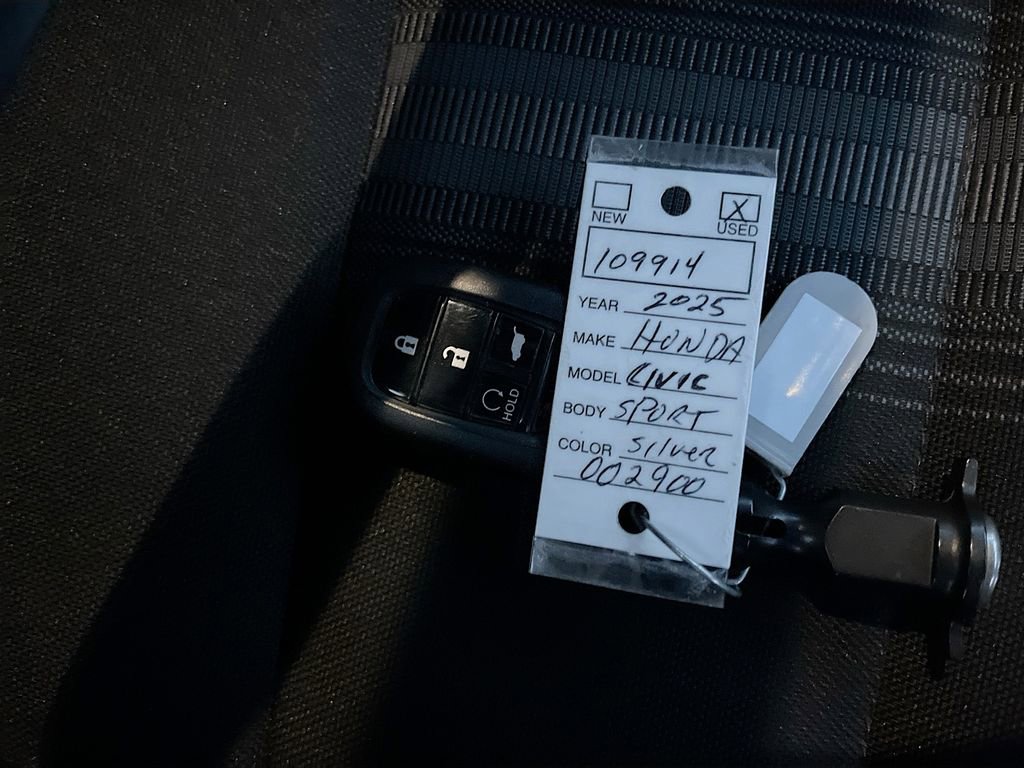 NEW USED
X
109914
YEAR 2025
MAKE HONDA
MODEL CIVIC
BODY SPORT
COLOR Silver
002900
HOLD